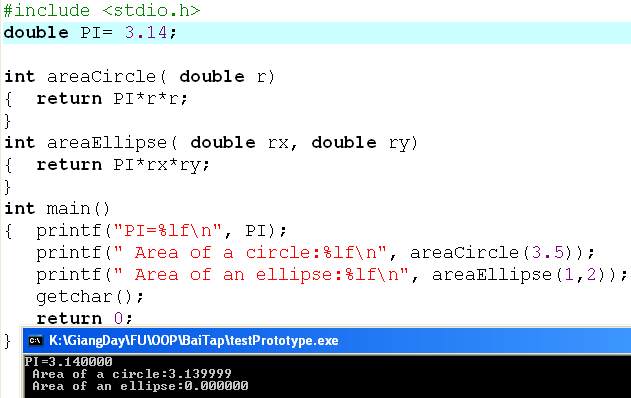 #include <stdio.h>
double PI= 3.14;
int areaCircle( double r)
{  return PI*r*r;
}
int areaEllipse( double rx, double ry)
{  return PI*rx*ry;
}
int main()
{  printf("PI=%lf\n", PI);
   printf(" Area of a circle:%lf\n", areaCircle(3.5));
   printf(" Area of an ellipse:%lf\n", areaEllipse(1,2));
   getchar();
   return 0;
}
K:\GiangDay\FU\OOP\BaiTap\testPrototype.exe
PI=3.140000
 Area of a circle:3.139999
 Area of an ellipse:0.000000